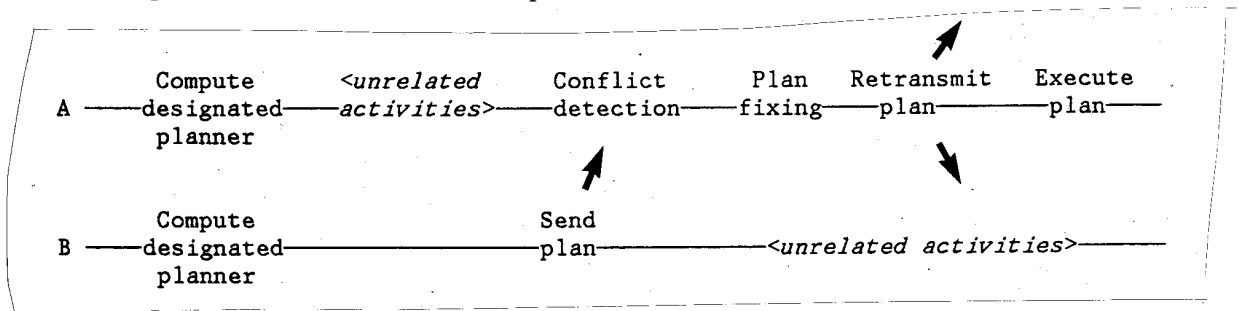 Compute <unrelated Conflict Plan Retransmit Execute
A designated activities> detection fixing plan plan
planner
Compute Send
B designated plan <unrelated activities>
planner